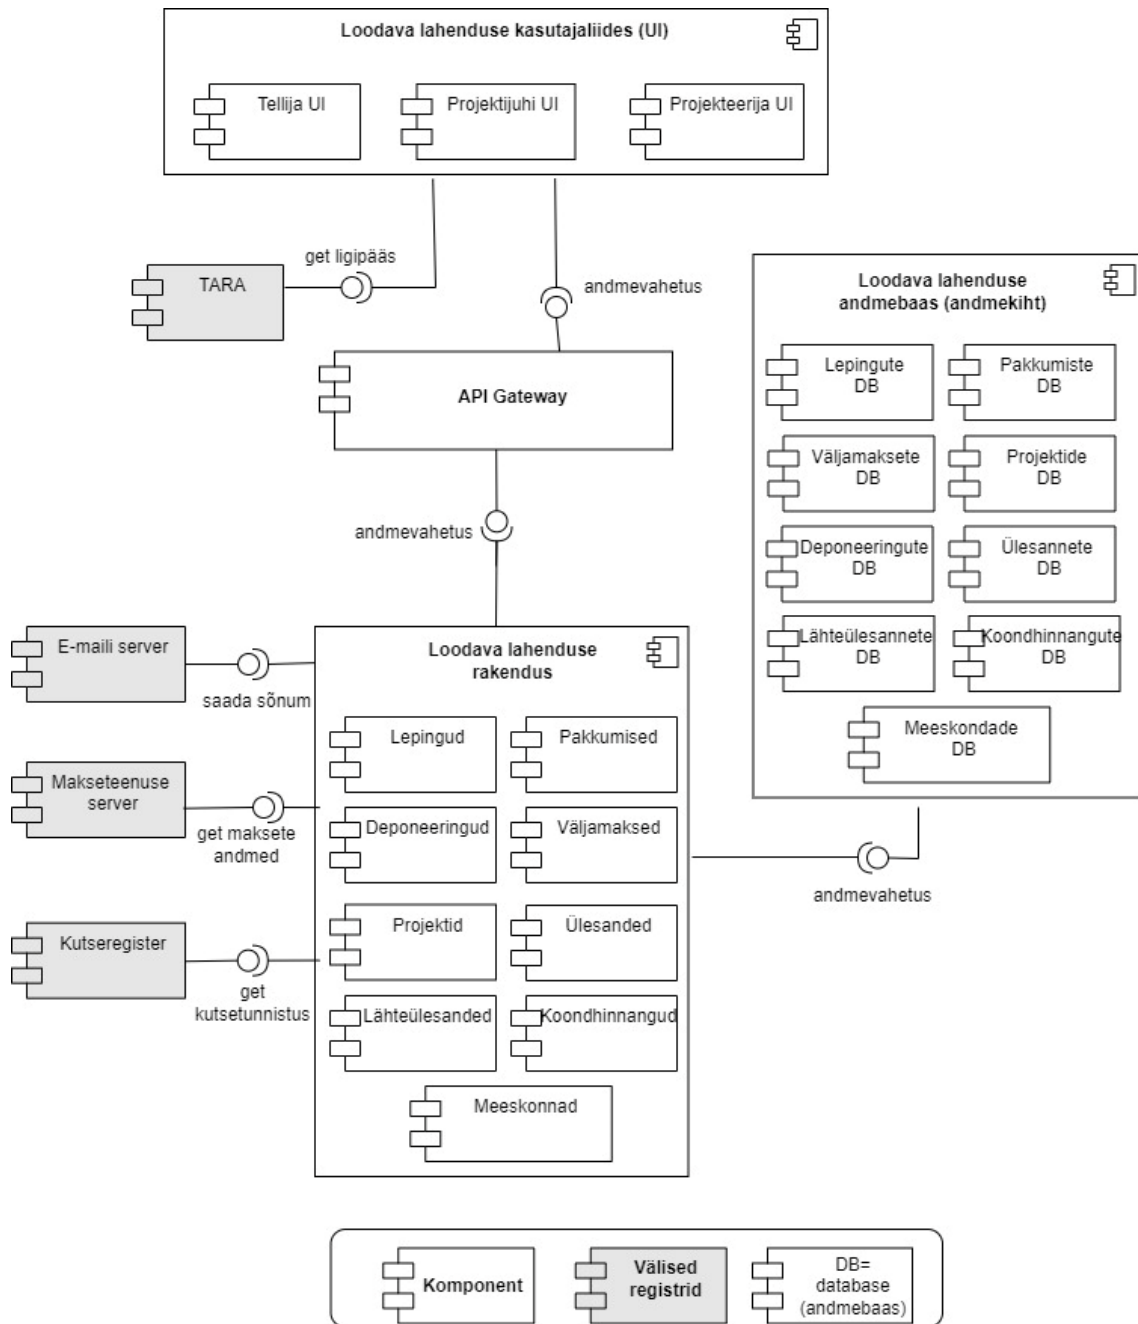 Loodava lahenduse kasutajaliides (UI)
Tellija UI
Projektijuhi UI
Projekteerija UI
get ligipääs
TARA
andmevahetus
API Gateway
andmevahetus
Loodava lahenduse
andmebaas (andmekiht)
Lepingute
DB
Pakkumiste
DB
Väljamaksete
DB
Projektide
DB
Deponeeringute
DB
Ülesannete
DB
Lähteülesannete
DB
Koondhinnangute
DB
Meeskondade
DB
andmevahetus
E-maili server
saada sõnum
Makseteenuse
server
get maksete
andmed
Kutseregister
get
kutsetunnistus
Loodava lahenduse
rakendus
Lepingud
Pakkumised
Deponeeringud
Väljamaksed
Projektid
Ülesanded
Lähteülesanded
Koondhinnangud
Meeskonnad
Komponent
Välised
registrid
DB=
database
(andmebaas)